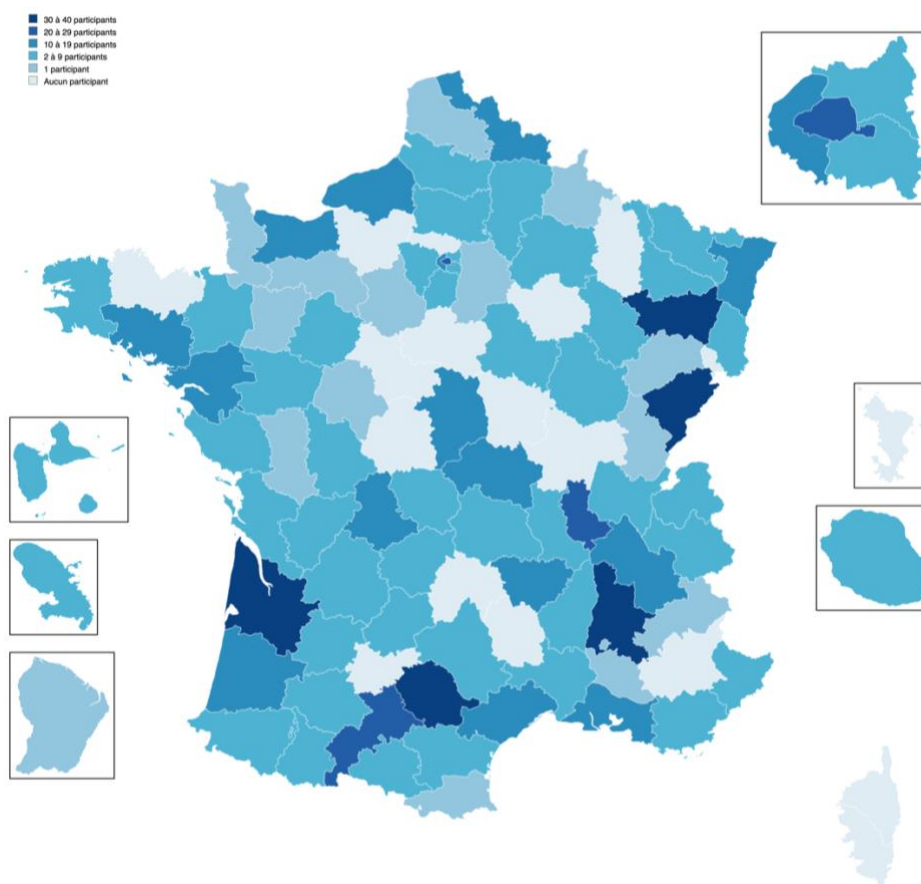 30 à 40 participants
20 à 29 participants
10 à 19 participants
2 à 9 participants
1 participant
Aucun participant